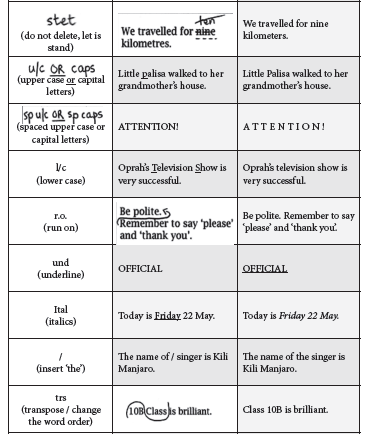 stet
(do not delete, let is
stand)
ten
We travelled for nine
kilometres.
We travelled for nine
kilometers.
u/c OR caps
(upper case or capital
letters)
Little palisa walked to her
grandmother's house.
Little Palisa walked to her
grandmother's house.
sp u/c OR sp caps
(spaced upper case or
capital letters)
ATTENTION!
A T T E N T I O N !
l/c
(lower case)
Oprah's Television Show is
very successful.
Oprah's television show is
very successful.
r.o.
(run on)
Be polite.
Remember to say 'please'
and 'thank you'.
Be polite. Remember to say
'please' and 'thank you'.
und
(underline)
OFFICIAL
OFFICIAL
Ital
(italics)
Today is Friday 22 May.
Today is Friday 22 May.
/
(insert 'the')
The name of / singer is Kili
Manjaro.
The name of the singer is
Kili Manjaro.
trs
(transpose / change
the word order)
10B Class is brilliant.
Class 10B is brilliant.